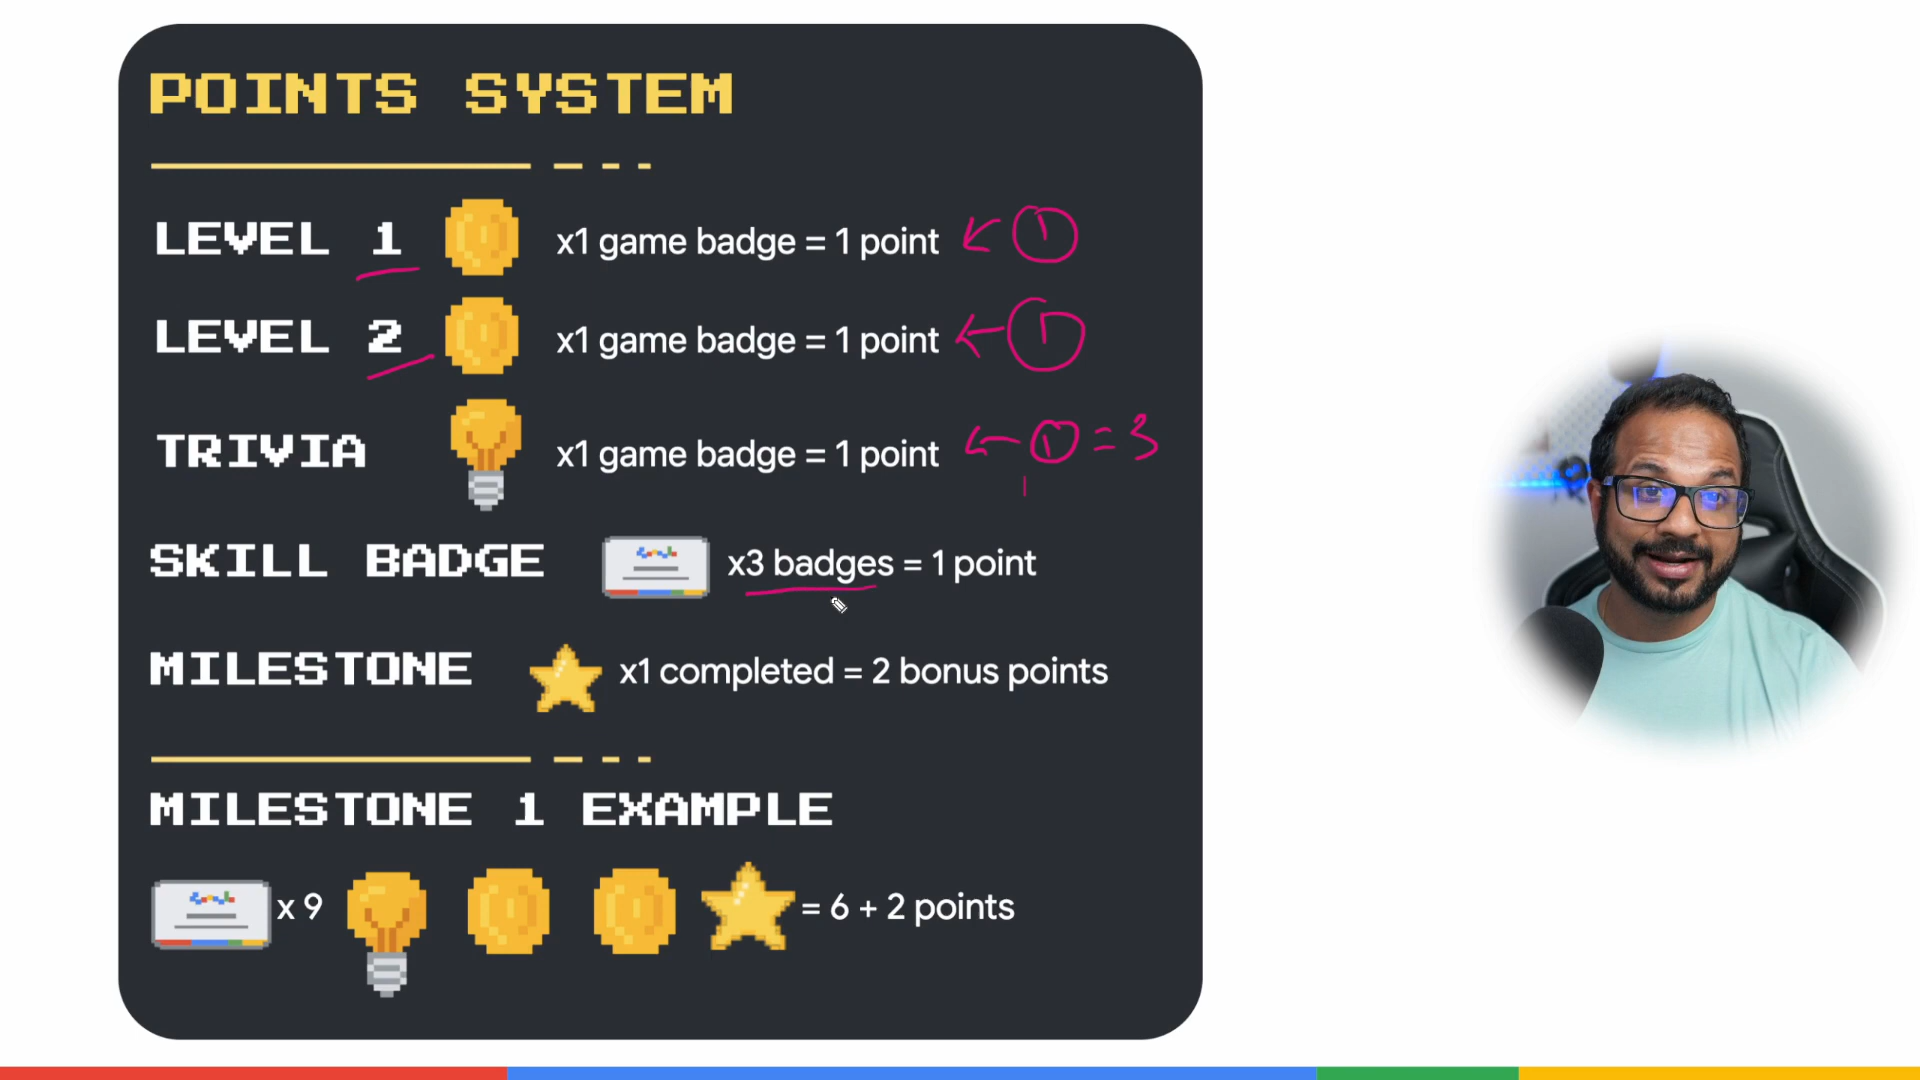 POINTS SYSTEM
LEVEL 1 x1 game badge = 1 point ← 1
LEVEL 2 x1 game badge = 1 point ← 1
TRIVIA x1 game badge = 1 point ← 1 = 3
SKILL BADGE x3 badges = 1 point
MILESTONE x1 completed = 2 bonus points
MILESTONE 1 EXAMPLE
x 9 = 6 + 2 points